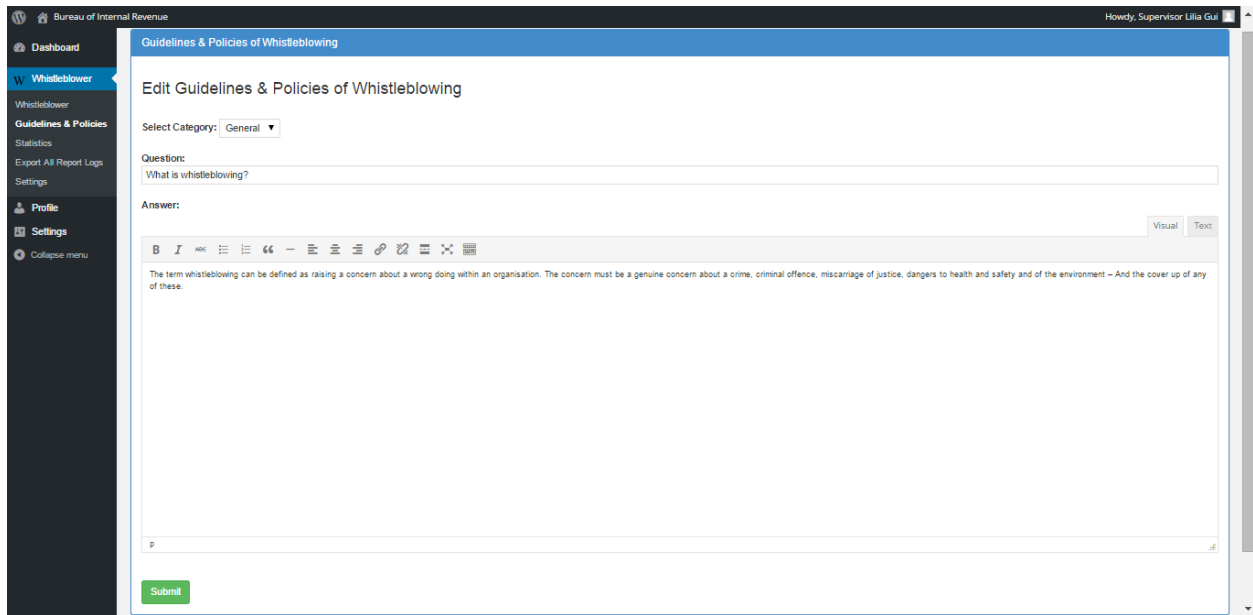 Bureau of Internal Revenue
Howdy, Supervisor Lilia Gui
Dashboard
Whistleblower
Whistleblower
Guidelines & Policies
Statistics
Export All Report Logs
Settings
Profile
Settings
Collapse menu
Guidelines & Policies of Whistleblowing
Edit Guidelines & Policies of Whistleblowing
Select Category: General
Question:
What is whistleblowing?
Answer:
Visual Text
B I ABC
The term whistleblowing can be defined as raising a concern about a wrong doing within an organisation. The concern must be a genuine concern about a crime, criminal offence, miscarriage of justice, dangers to health and safety and of the environment – And the cover up of any
of these.
p
Submit